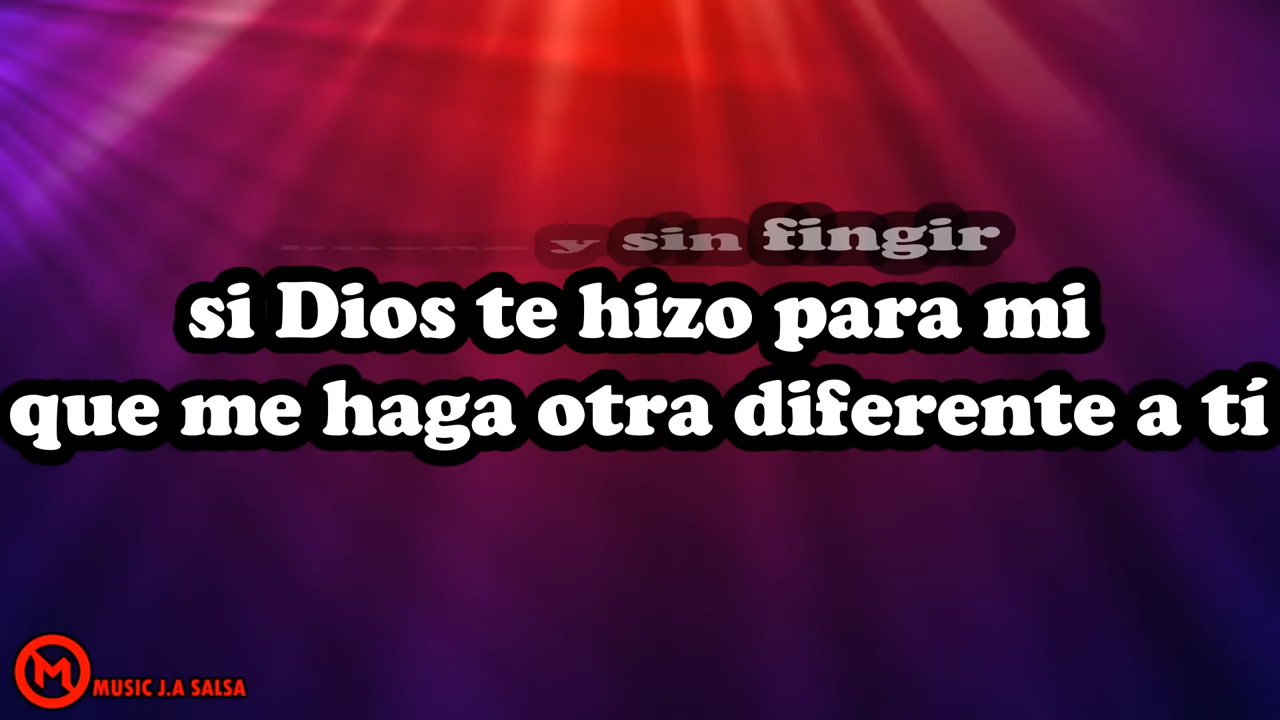 y sin fingir
si Dios te hizo para mi
que me haga otra diferente a tí
M
MUSIC J.A SALSA